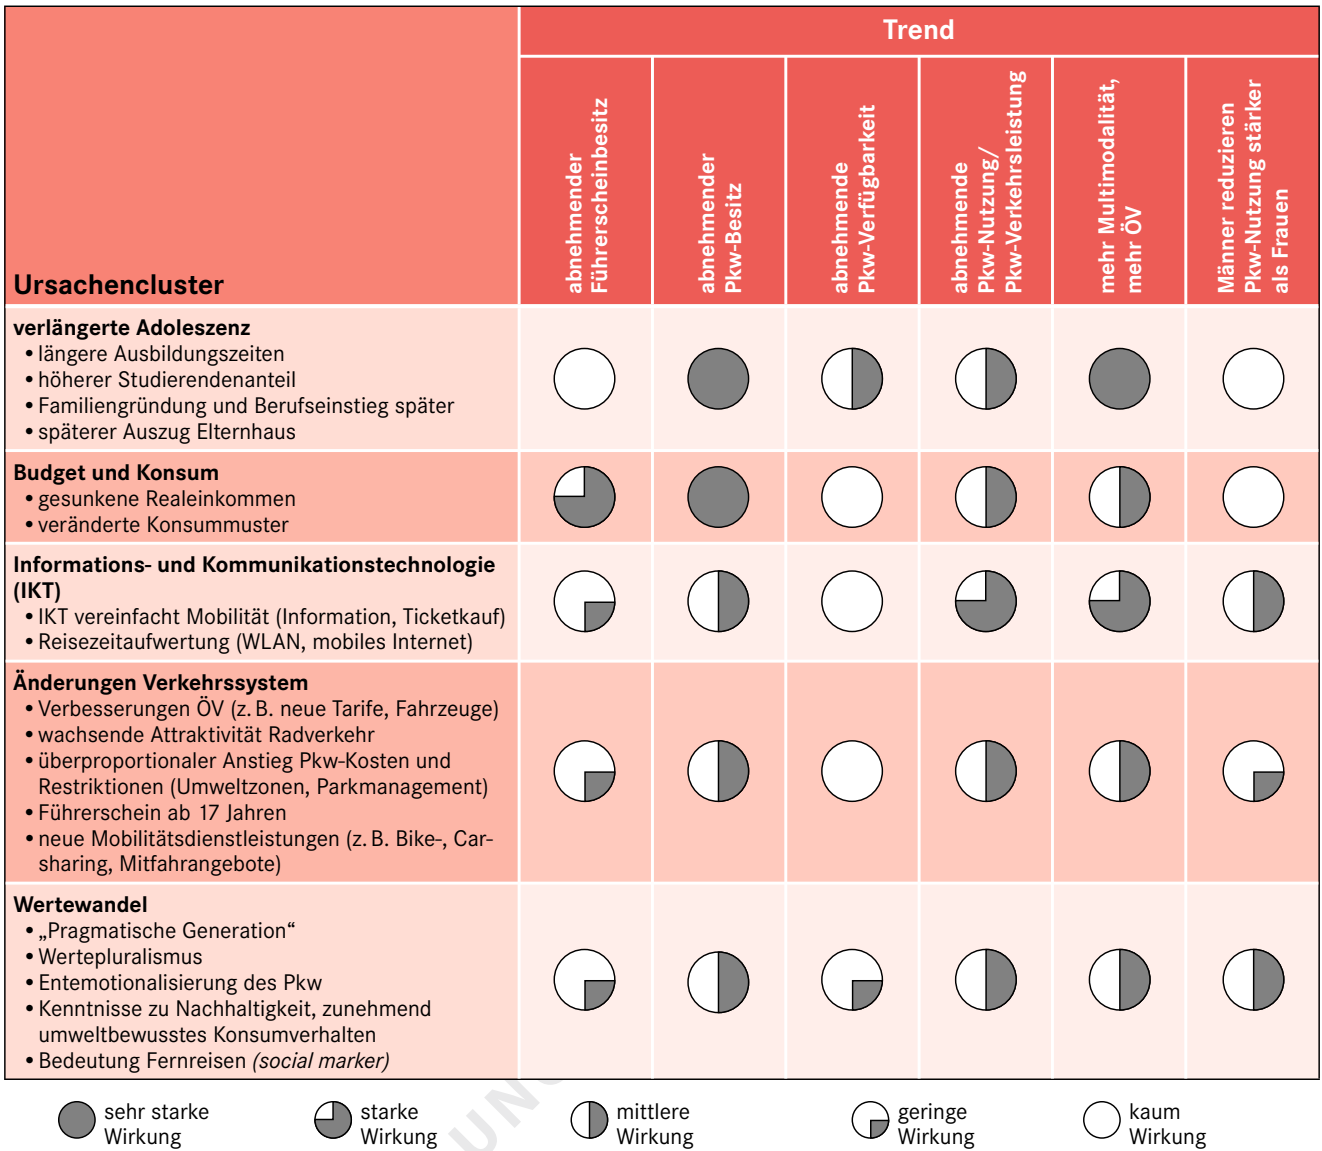 Trend
Ursachencluster
abnehmender
Führerscheinbesitz
abnehmender
Pkw-Besitz
abnehmende
Pkw-Verfügbarkeit
abnehmende
Pkw-Nutzung/
Pkw-Verkehrsleistung
mehr Multimodalität,
mehr ÖV
Männer reduzieren
Pkw-Nutzung stärker
als Frauen
verlängerte Adoleszenz
• längere Ausbildungszeiten
• höherer Studierendenanteil
• Familiengründung und Berufseinstieg später
• späterer Auszug Elternhaus
Budget und Konsum
• gesunkene Realeinkommen
• veränderte Konsummuster
Informations- und Kommunikationstechnologie
(IKT)
• IKT vereinfacht Mobilität (Information, Ticketkauf)
• Reisezeitaufwertung (WLAN, mobiles Internet)
Änderungen Verkehrssystem
• Verbesserungen ÖV (z. B. neue Tarife, Fahrzeuge)
• wachsende Attraktivität Radverkehr
• überproportionaler Anstieg Pkw-Kosten und
Restriktionen (Umweltzonen, Parkmanagement)
• Führerschein ab 17 Jahren
• neue Mobilitätsdienstleistungen (z. B. Bike-, Car-
sharing, Mitfahrangebote)
Wertewandel
• „Pragmatische Generation“
• Wertepluralismus
• Entemotionalisierung des Pkw
• Kenntnisse zu Nachhaltigkeit, zunehmend
umweltbewusstes Konsumverhalten
• Bedeutung Fernreisen (social marker)
sehr starke
Wirkung
starke
Wirkung
mittlere
Wirkung
geringe
Wirkung
kaum
Wirkung